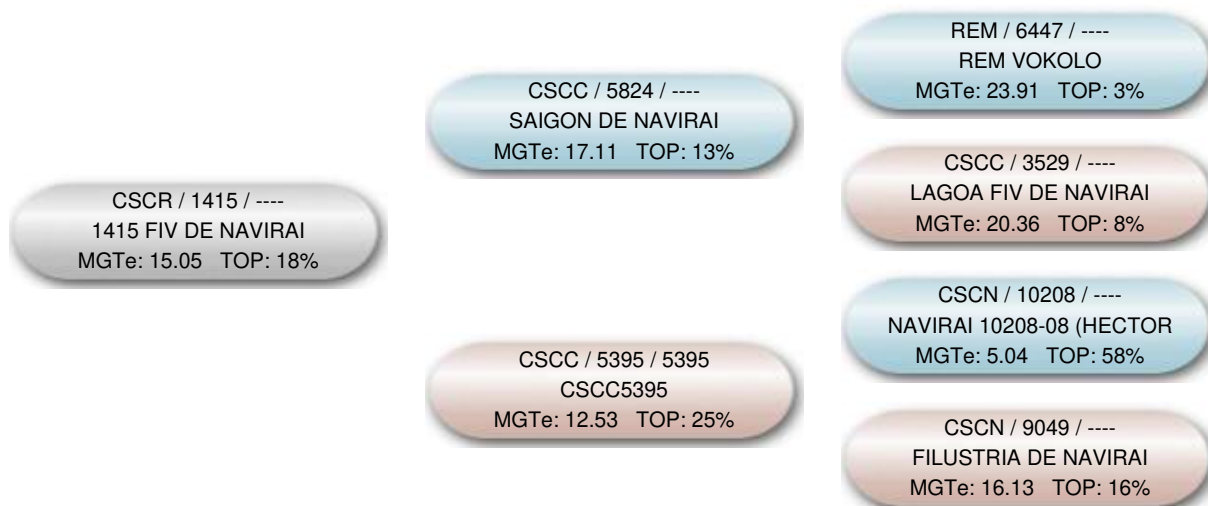 REM / 6447 / ----
REM VOKOLO
MGTe: 23.91 TOP: 3%
CSCC / 5824 / ----
SAIGON DE NAVIRAI
MGTe: 17.11 TOP: 13%
CSCC / 3529 / ----
LAGOA FIV DE NAVIRAI
MGTe: 20.36 TOP: 8%
CSCR / 1415 / ----
1415 FIV DE NAVIRAI
MGTe: 15.05 TOP: 18%
CSCN / 10208 / ----
NAVIRAI 10208-08 (HECTOR
MGTe: 5.04 TOP: 58%
CSCC / 5395 / 5395
CSCC5395
MGTe: 12.53 TOP: 25%
CSCN / 9049 / ----
FILUSTRIA DE NAVIRAI
MGTe: 16.13 TOP: 16%